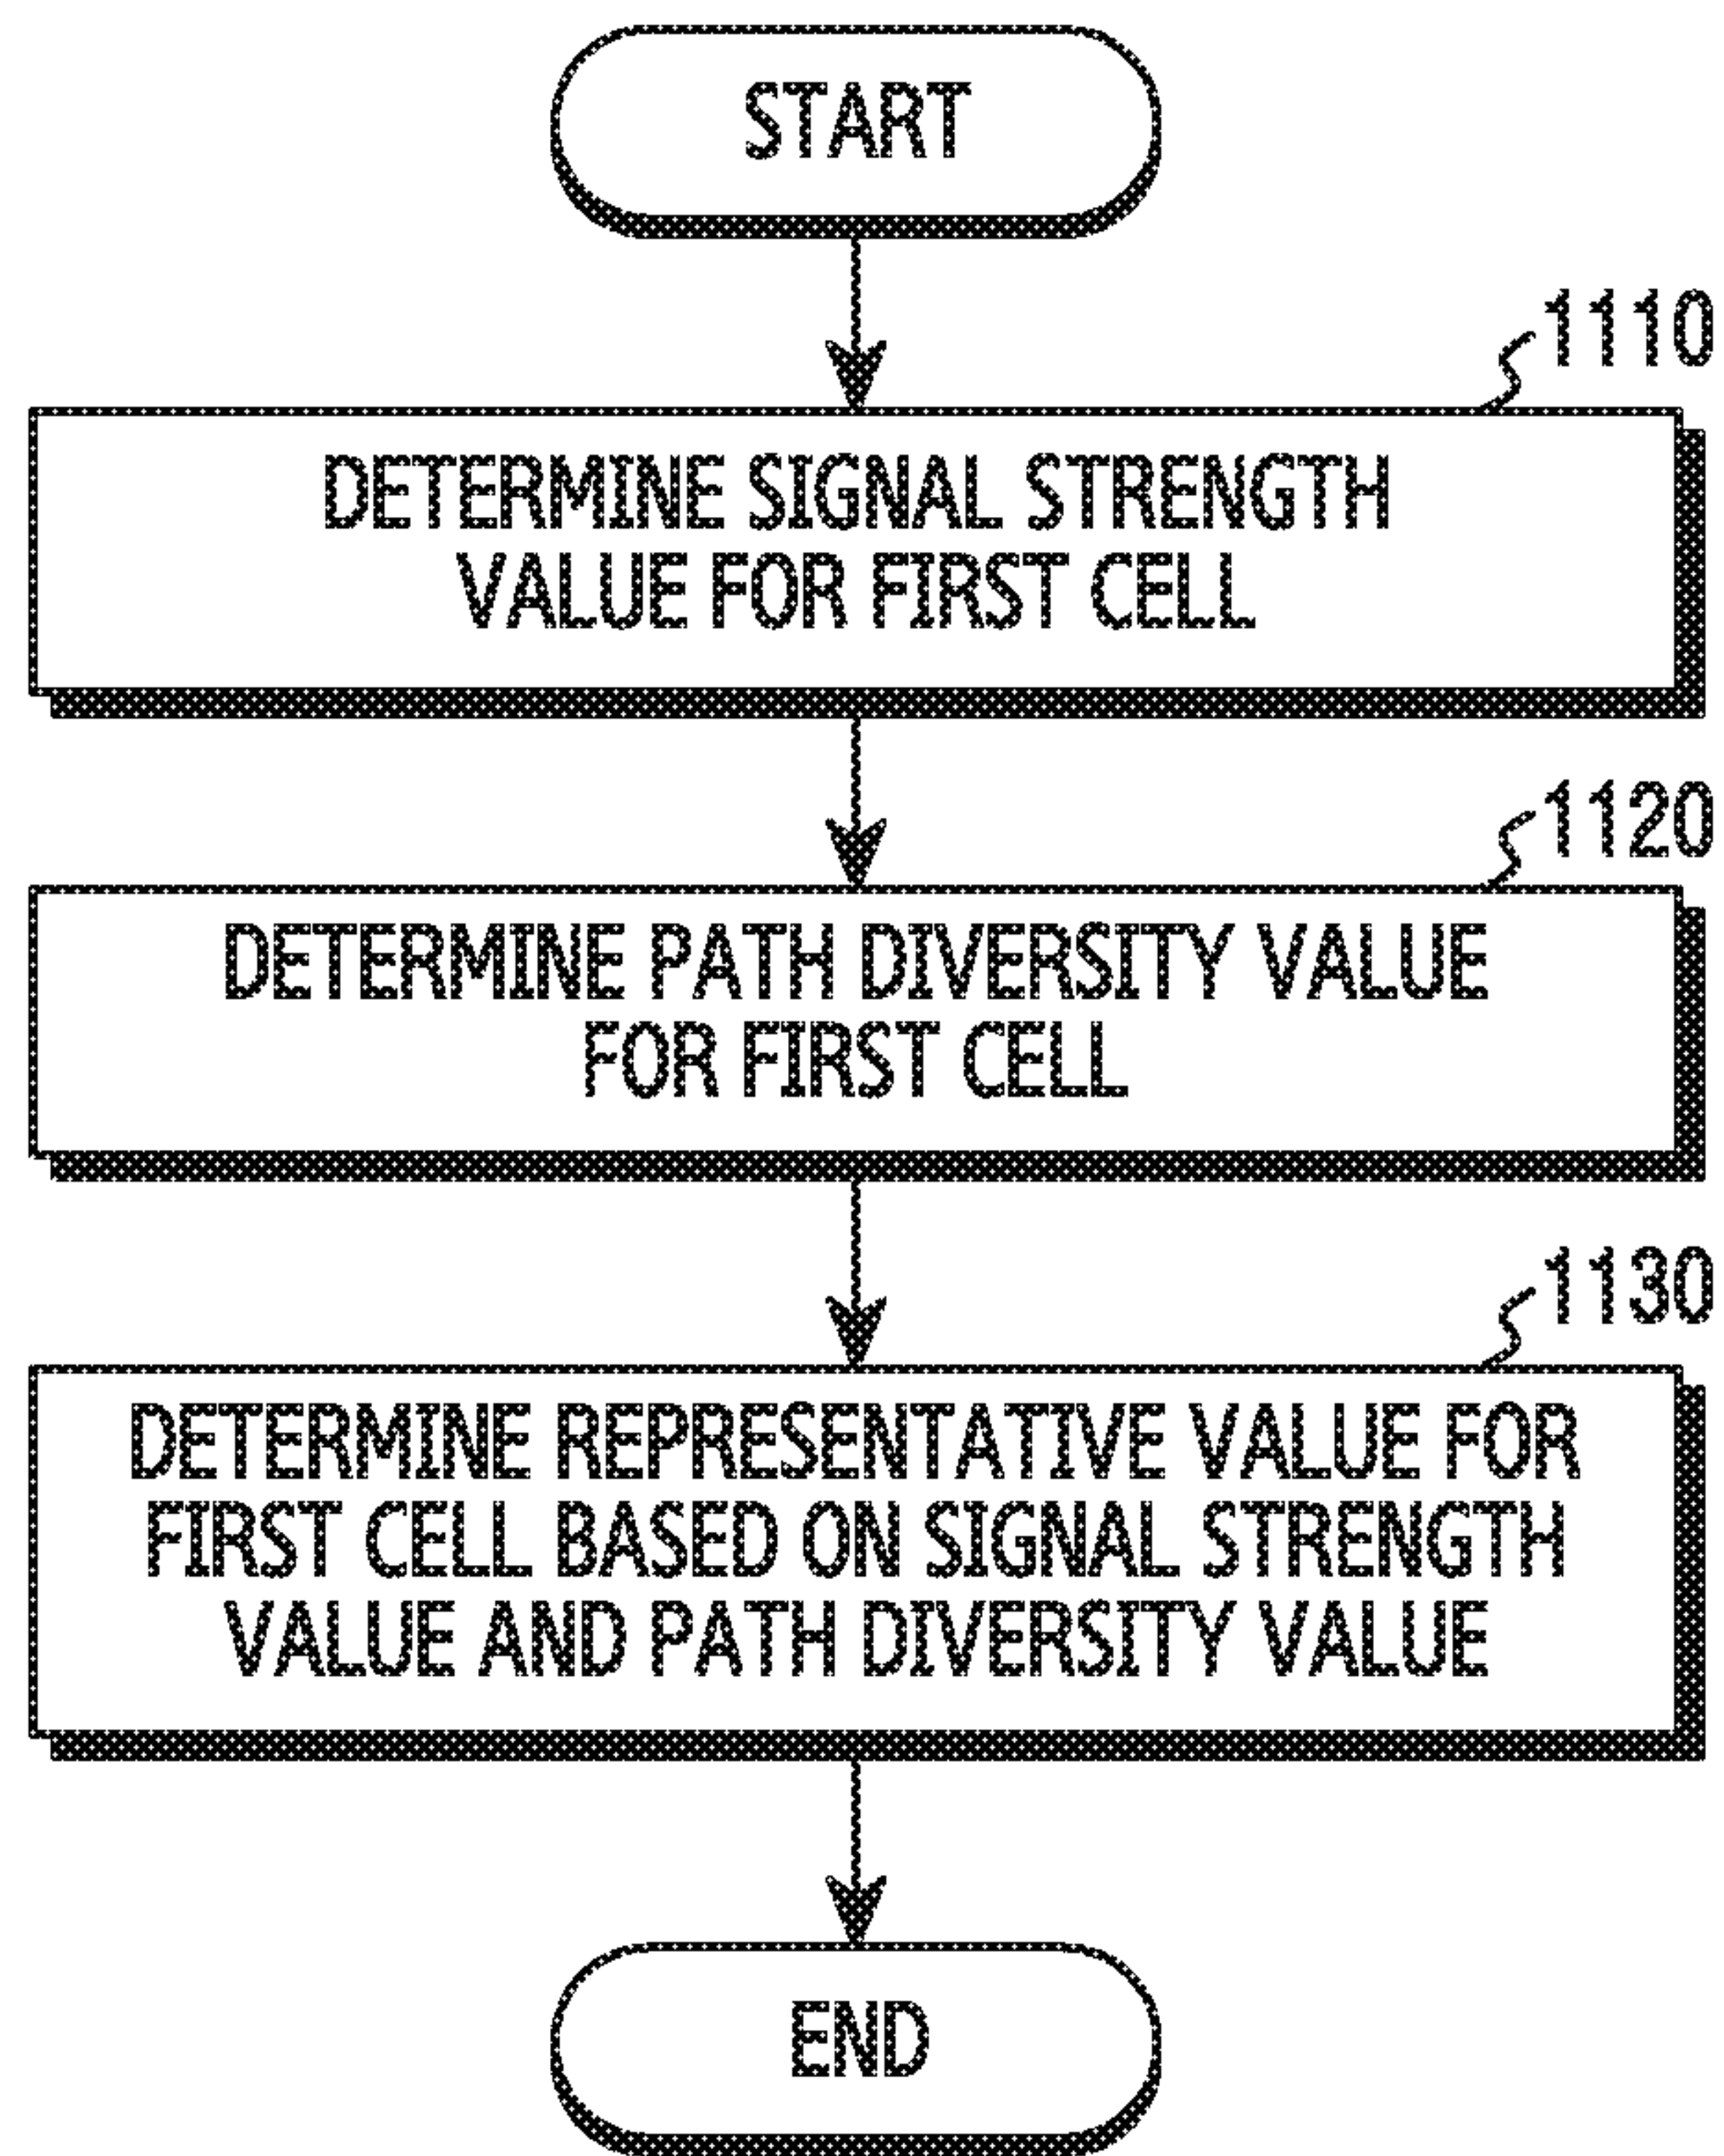 START
1110
DETERMINE SIGNAL STRENGTH
VALUE FOR FIRST CELL
1120
DETERMINE PATH DIVERSITY VALUE
FOR FIRST CELL
1130
DETERMINE REPRESENTATIVE VALUE FOR
FIRST CELL BASED ON SIGNAL STRENGTH
VALUE AND PATH DIVERSITY VALUE
END